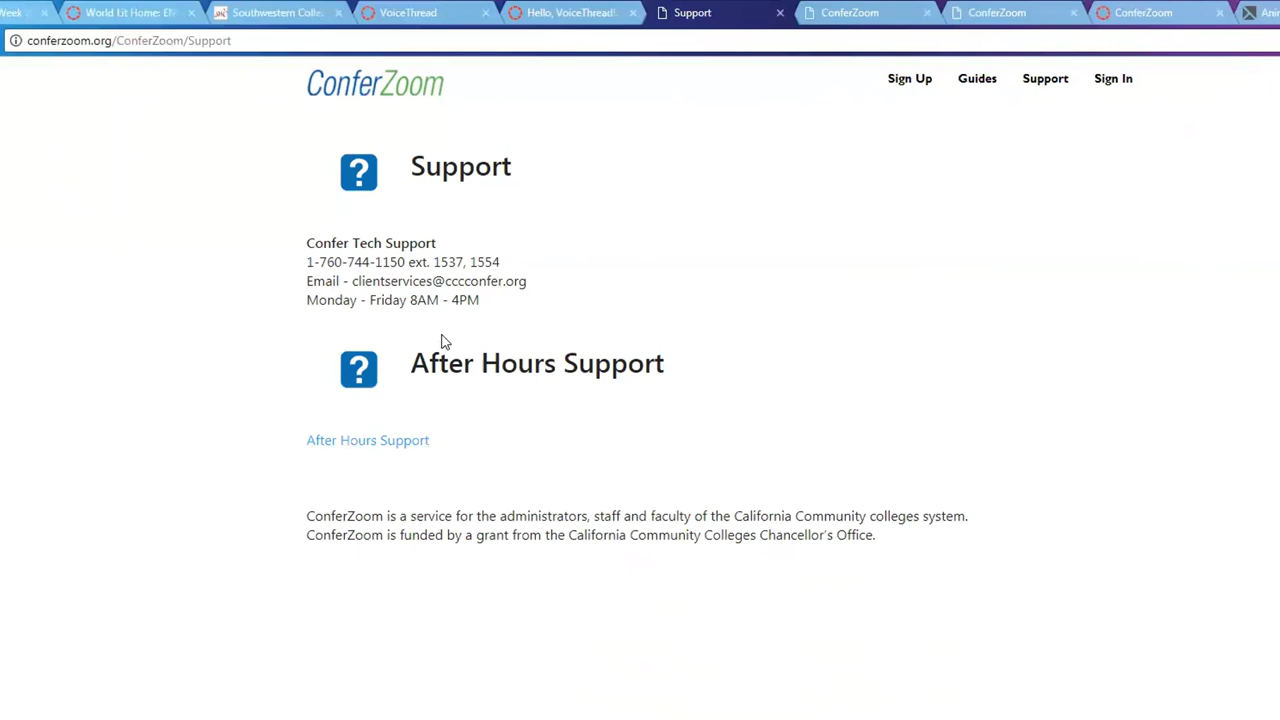 Week
World Lit Home: EN
Southwestern Colle
VoiceThread
Hello, VoiceThread!
Support
ConferZoom
ConferZoom
ConferZoom
Ani
conferzoom.org/ConferZoom/Support
ConferZoom
Sign Up
Guides
Support
Sign In
Support
Confer Tech Support
1-760-744-1150 ext. 1537, 1554
Email - clientservices@cccconfer.org
Monday - Friday 8AM - 4PM
After Hours Support
After Hours Support
ConferZoom is a service for the administrators, staff and faculty of the California Community colleges system.
ConferZoom is funded by a grant from the California Community Colleges Chancellor's Office.